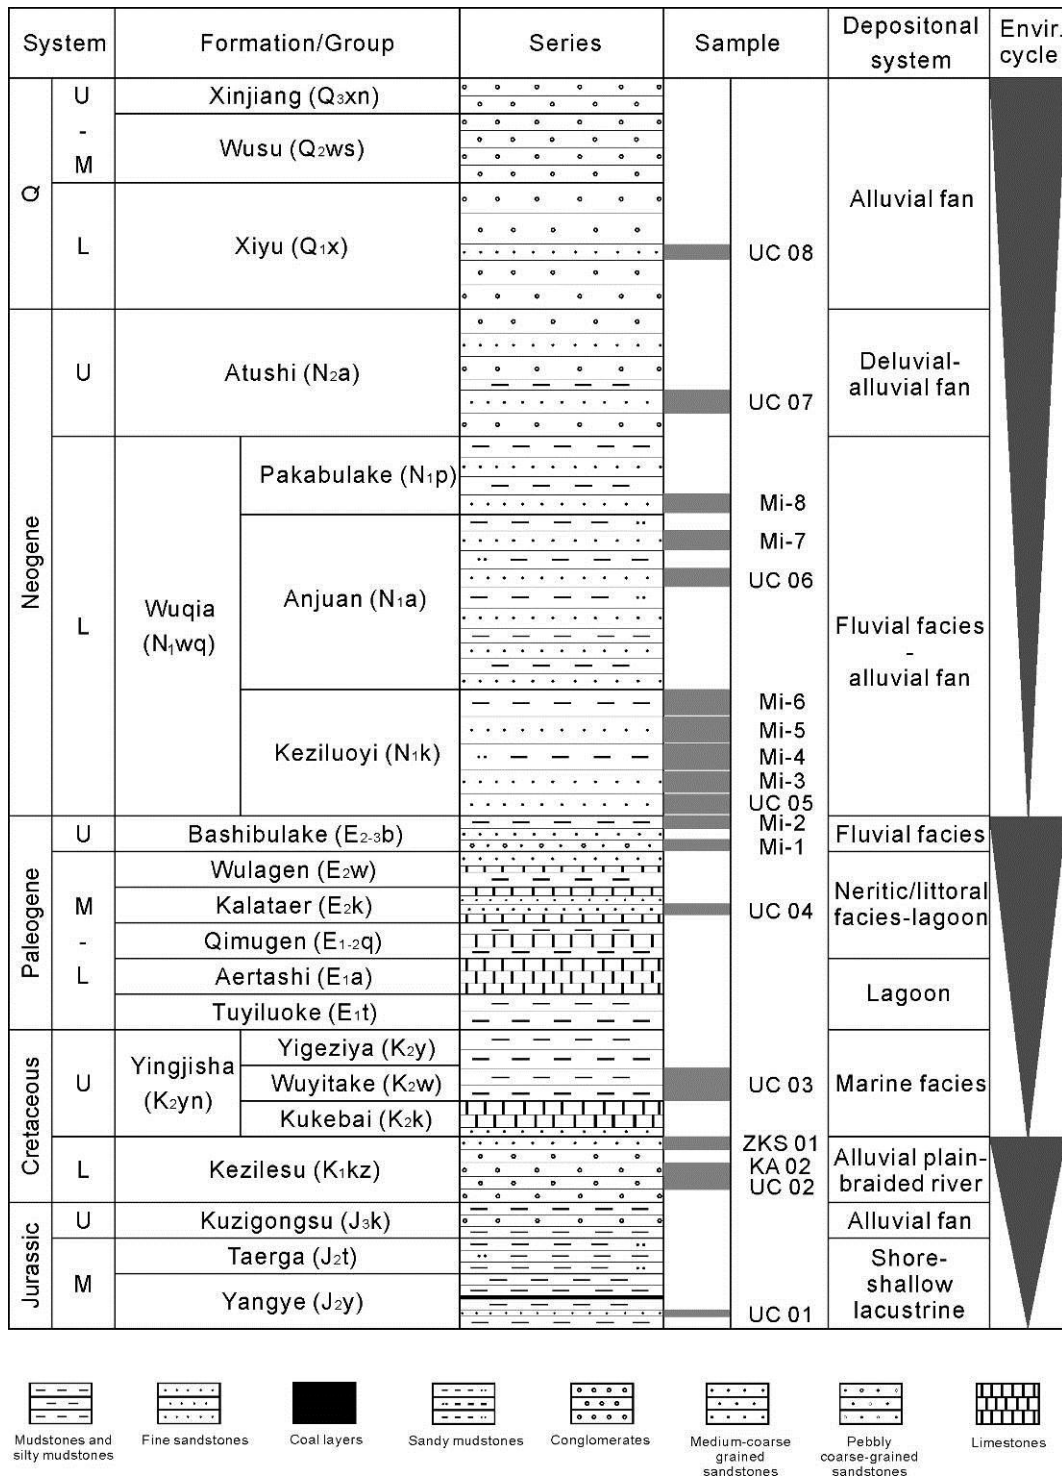 System Formation/Group Series Sample Depositonal system Envir. cycle
Q
U
-
M
Xinjiang (Q3xn)
Wusu (Q2ws)
L
Xiyu (Q1x)
UC 08
Alluvial fan
Neogene
U
Atushi (N2a)
UC 07
Deluvial-
alluvial fan
L
Wuqia
(N1wq)
Pakabulake (N1p)
Mi-8
Anjuan (N1a)
Mi-7
UC 06
Keziluoyi (N1k)
Mi-6
Mi-5
Mi-4
Mi-3
UC 05
Fluvial facies
-
alluvial fan
Paleogene
U
Bashibulake (E2-3b)
Mi-2
Mi-1
Fluvial facies
M
-
L
Wulagen (E2w)
Kalataer (E2k)
UC 04
Qimugen (E1-2q)
Neritic/littoral
facies-lagoon
Aertashi (E1a)
Tuyiluoke (E1t)
Lagoon
Cretaceous
U
Yingjisha
(K2yn)
Yigeziya (K2y)
Wuyitake (K2w)
UC 03
Kukebai (K2k)
Marine facies
L
Kezilesu (K1kz)
ZKS 01
KA 02
UC 02
Alluvial plain-
braided river
Jurassic
U
Kuzigongsu (J3k)
Alluvial fan
M
Taerga (J2t)
Yangye (J2y)
UC 01
Shore-
shallow
lacustrine
Mudstones and
silty mudstones
Fine sandstones
Coal layers
Sandy mudstones
Conglomerates
Medium-coarse
grained
sandstones
Pebbly
coarse-grained
sandstones
Limestones